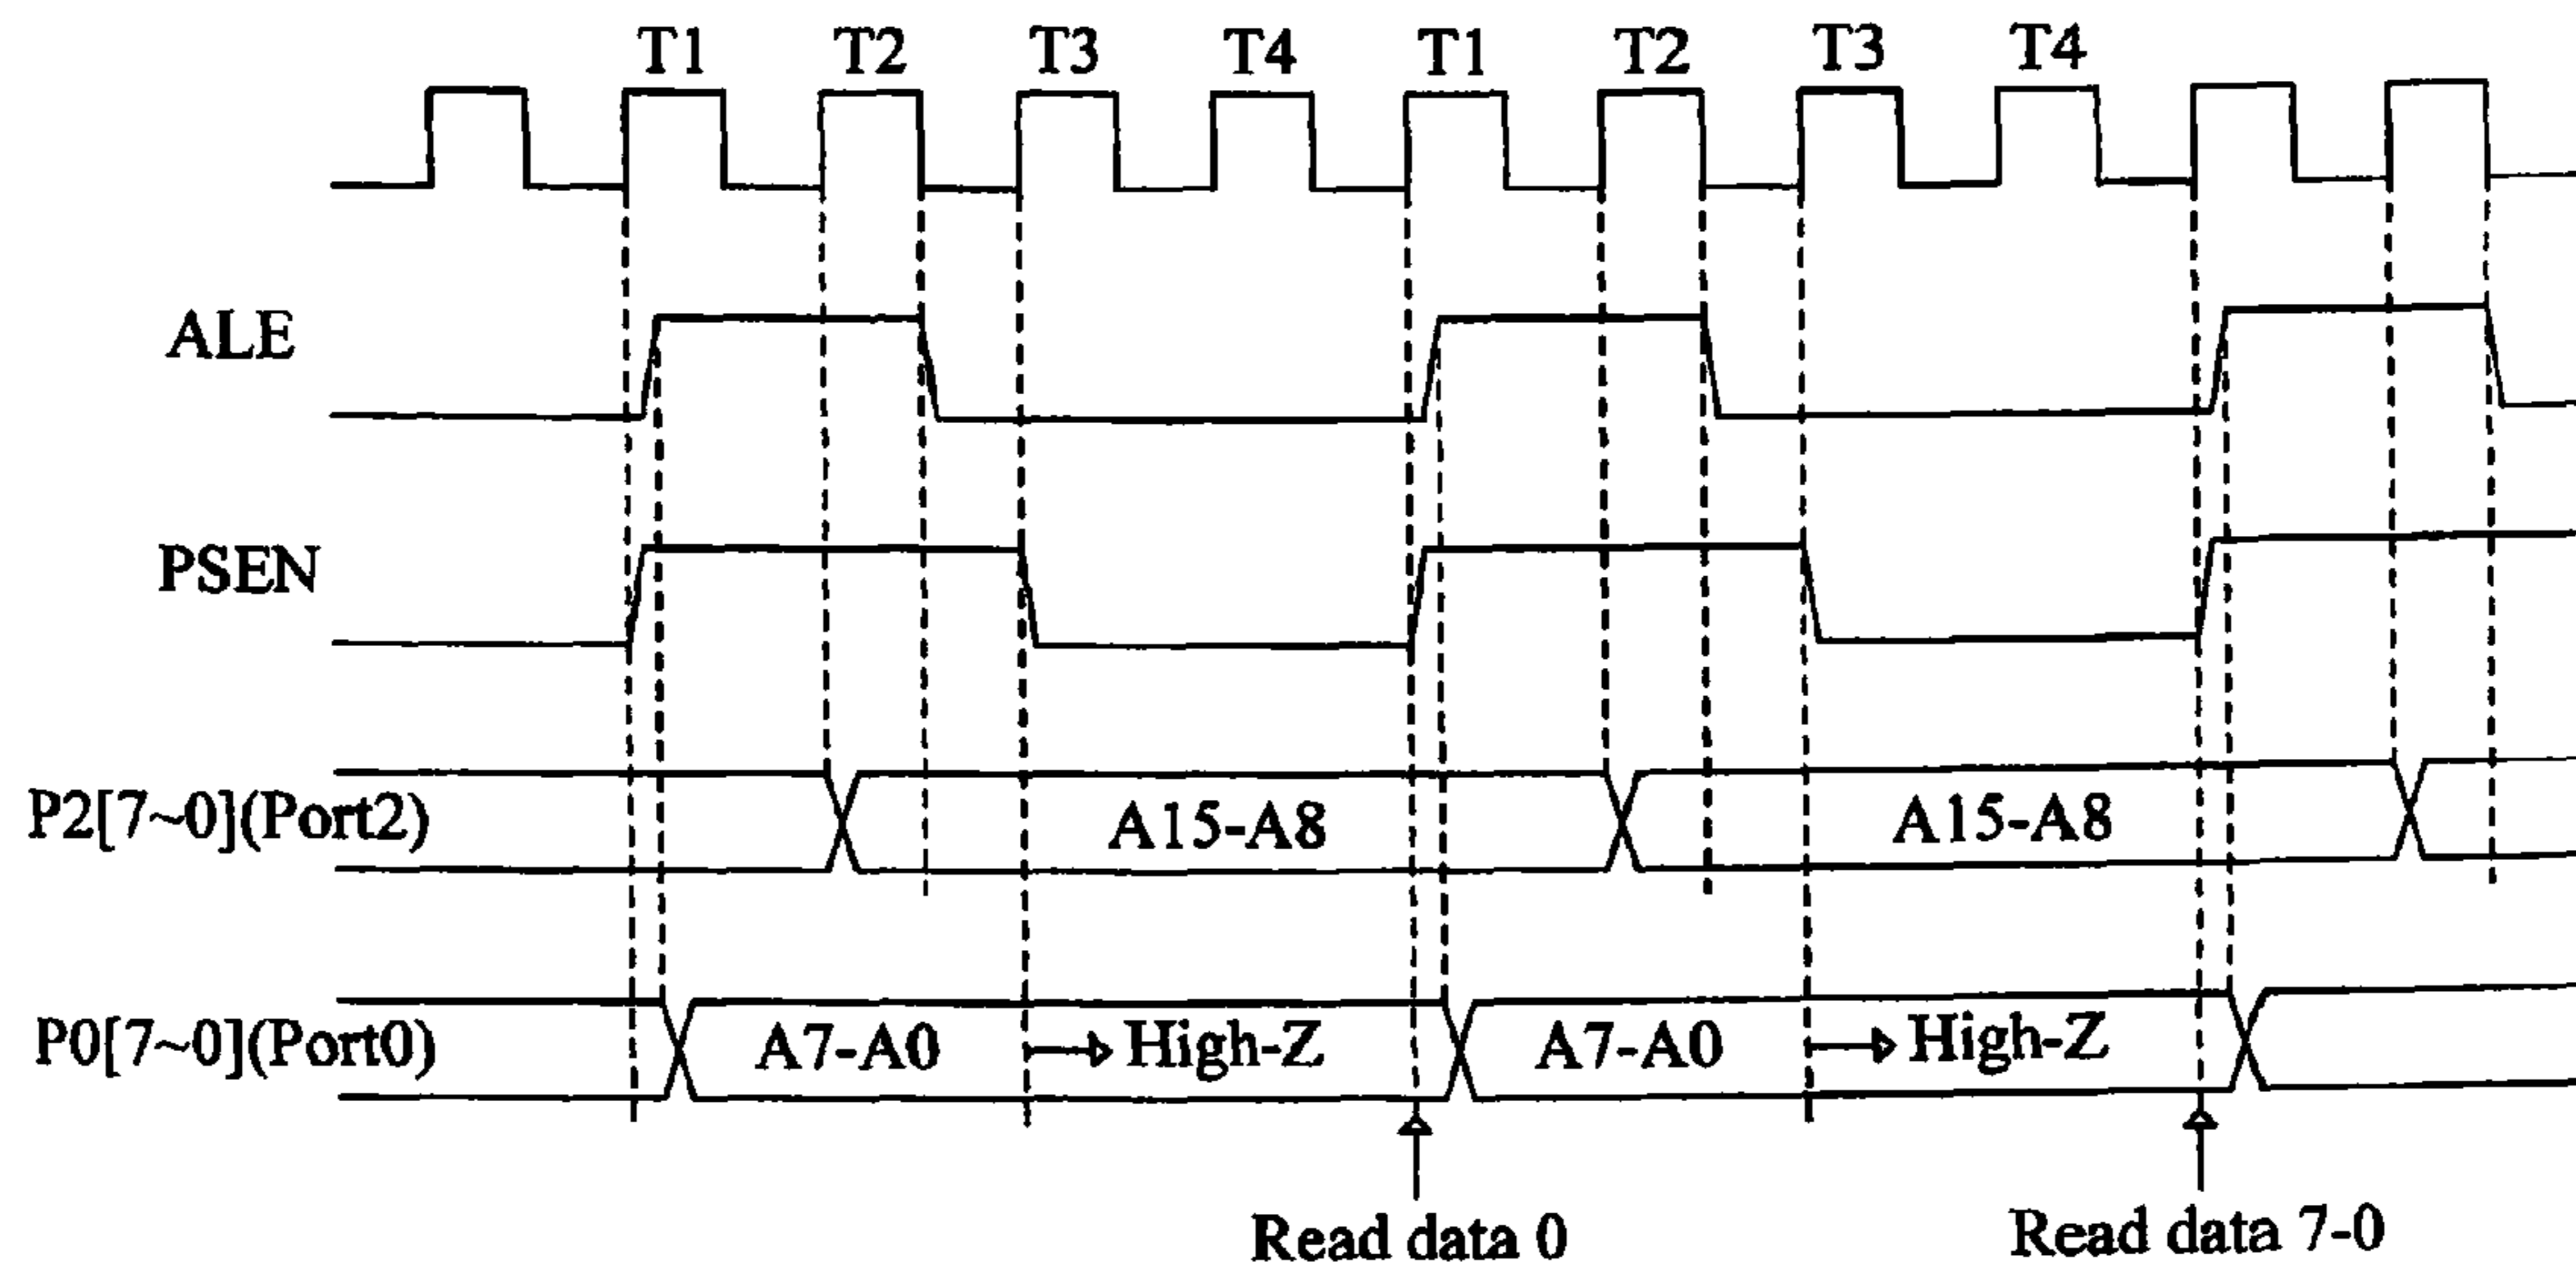 T1 T2 T3 T4 T1 T2 T3 T4
ALE
PSEN
P2[7~0](Port2) A15-A8 A15-A8
P0[7~0](Port0) A7-A0 High-Z A7-A0 High-Z
Read data 0 Read data 7-0